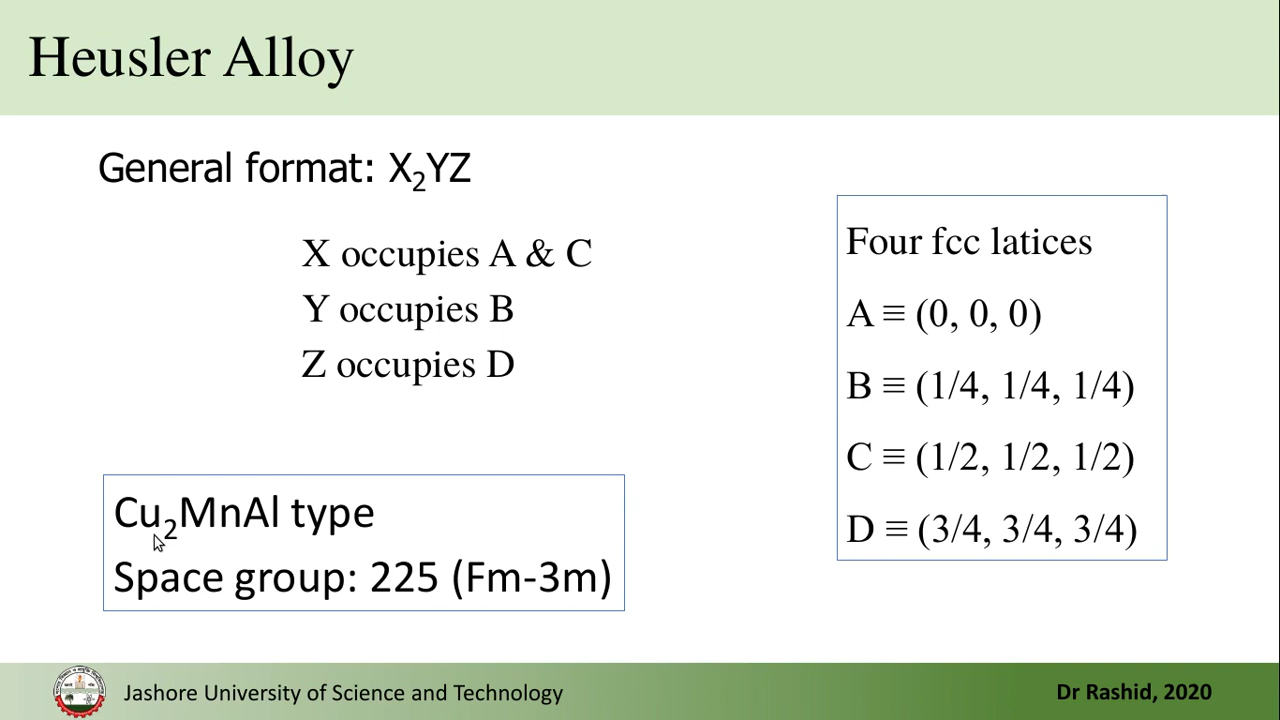 Heusler Alloy
General format: X₂YZ
X occupies A & C
Y occupies B
Z occupies D
Four fcc latices
A ≡ (0, 0, 0)
B ≡ (1/4, 1/4, 1/4)
C ≡ (1/2, 1/2, 1/2)
D ≡ (3/4, 3/4, 3/4)
Cu₂MnAl type
Space group: 225 (Fm-3m)
Jashore University of Science and Technology
Dr Rashid, 2020